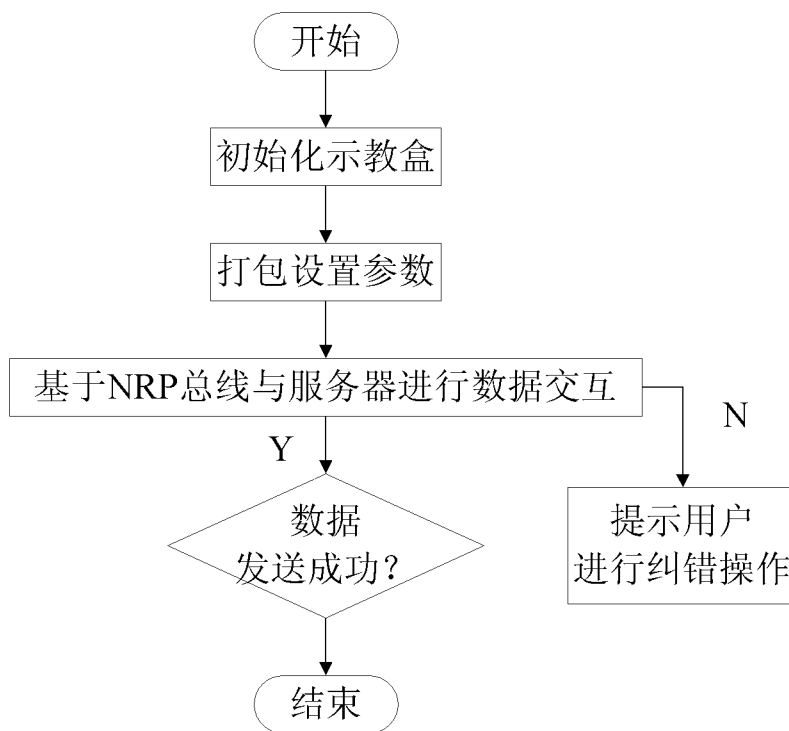 开始
初始化示教盒
打包设置参数
基于NRP总线与服务器进行数据交互
Y
N
数据
发送成功?
提示用户
进行纠错操作
结束